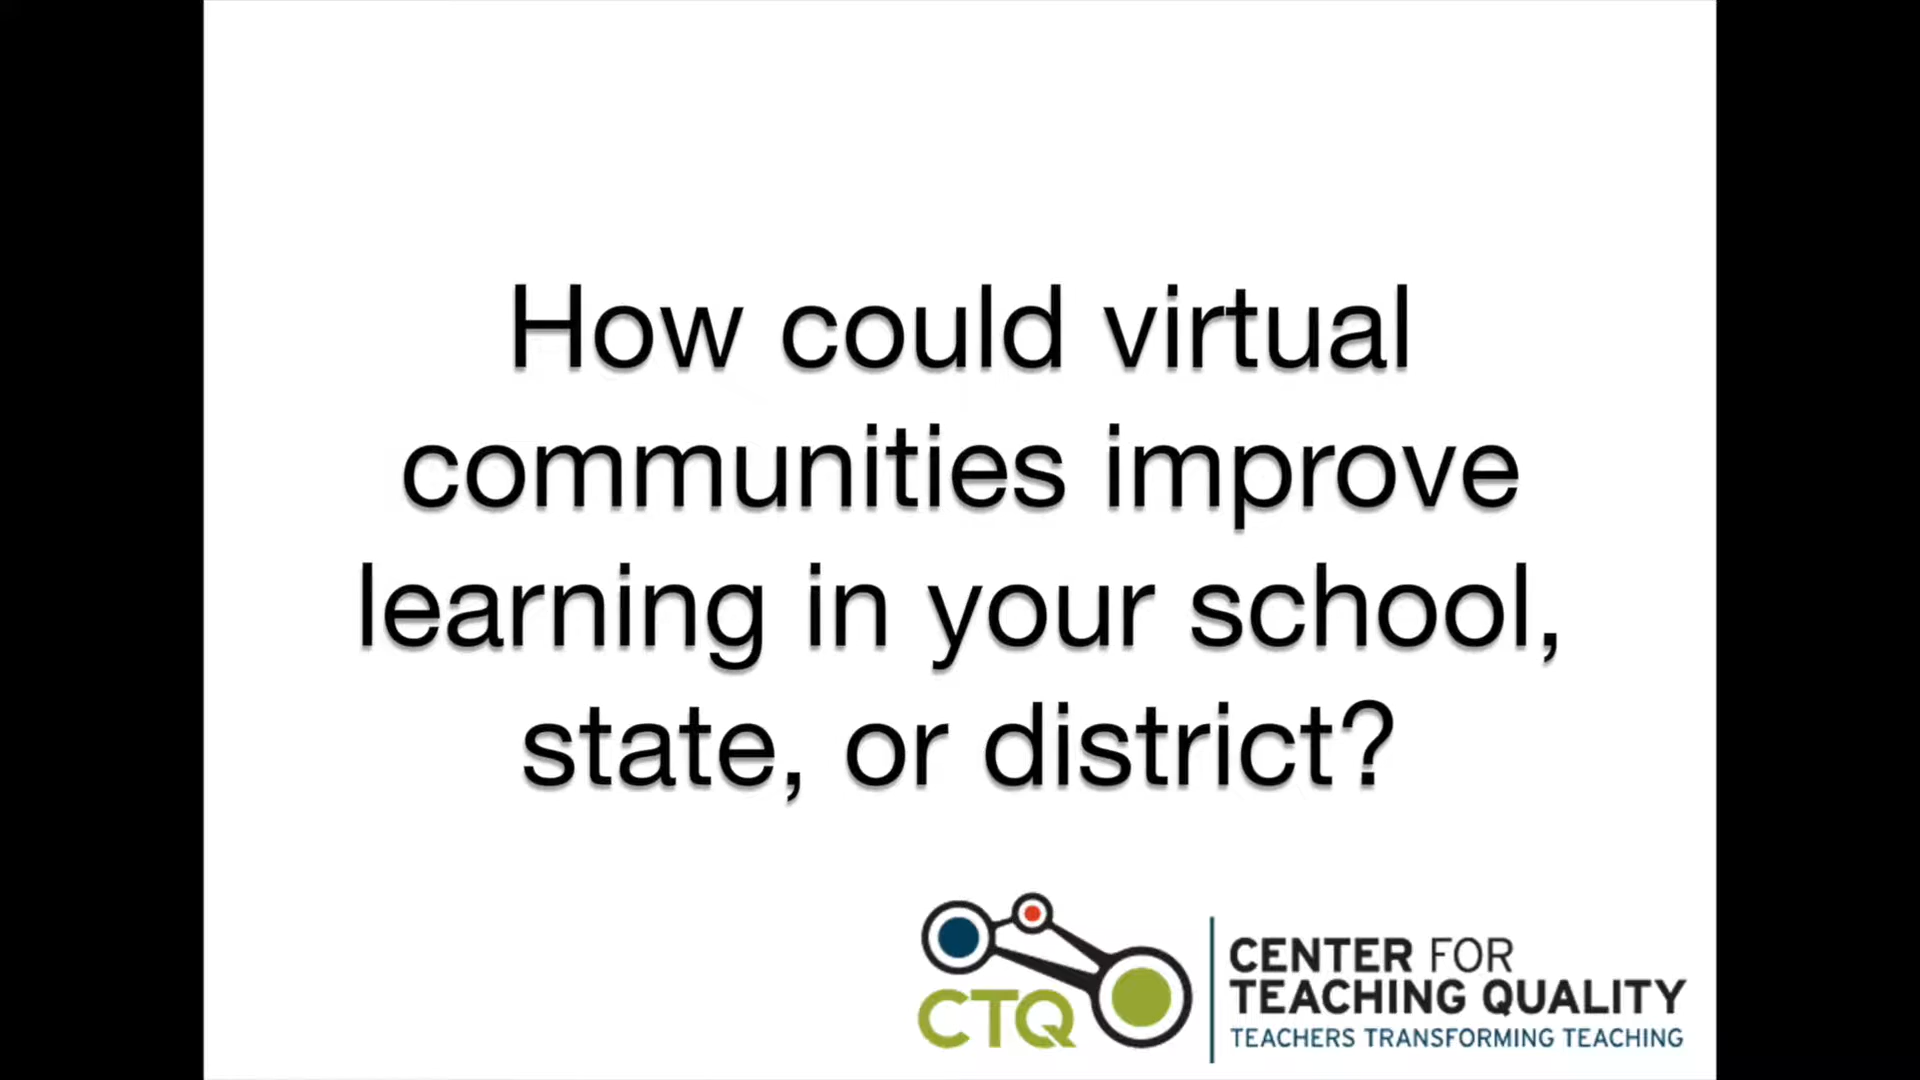 How could virtual
communities improve
learning in your school,
state, or district?
CTQ
CENTER FOR
TEACHING QUALITY
TEACHERS TRANSFORMING TEACHING